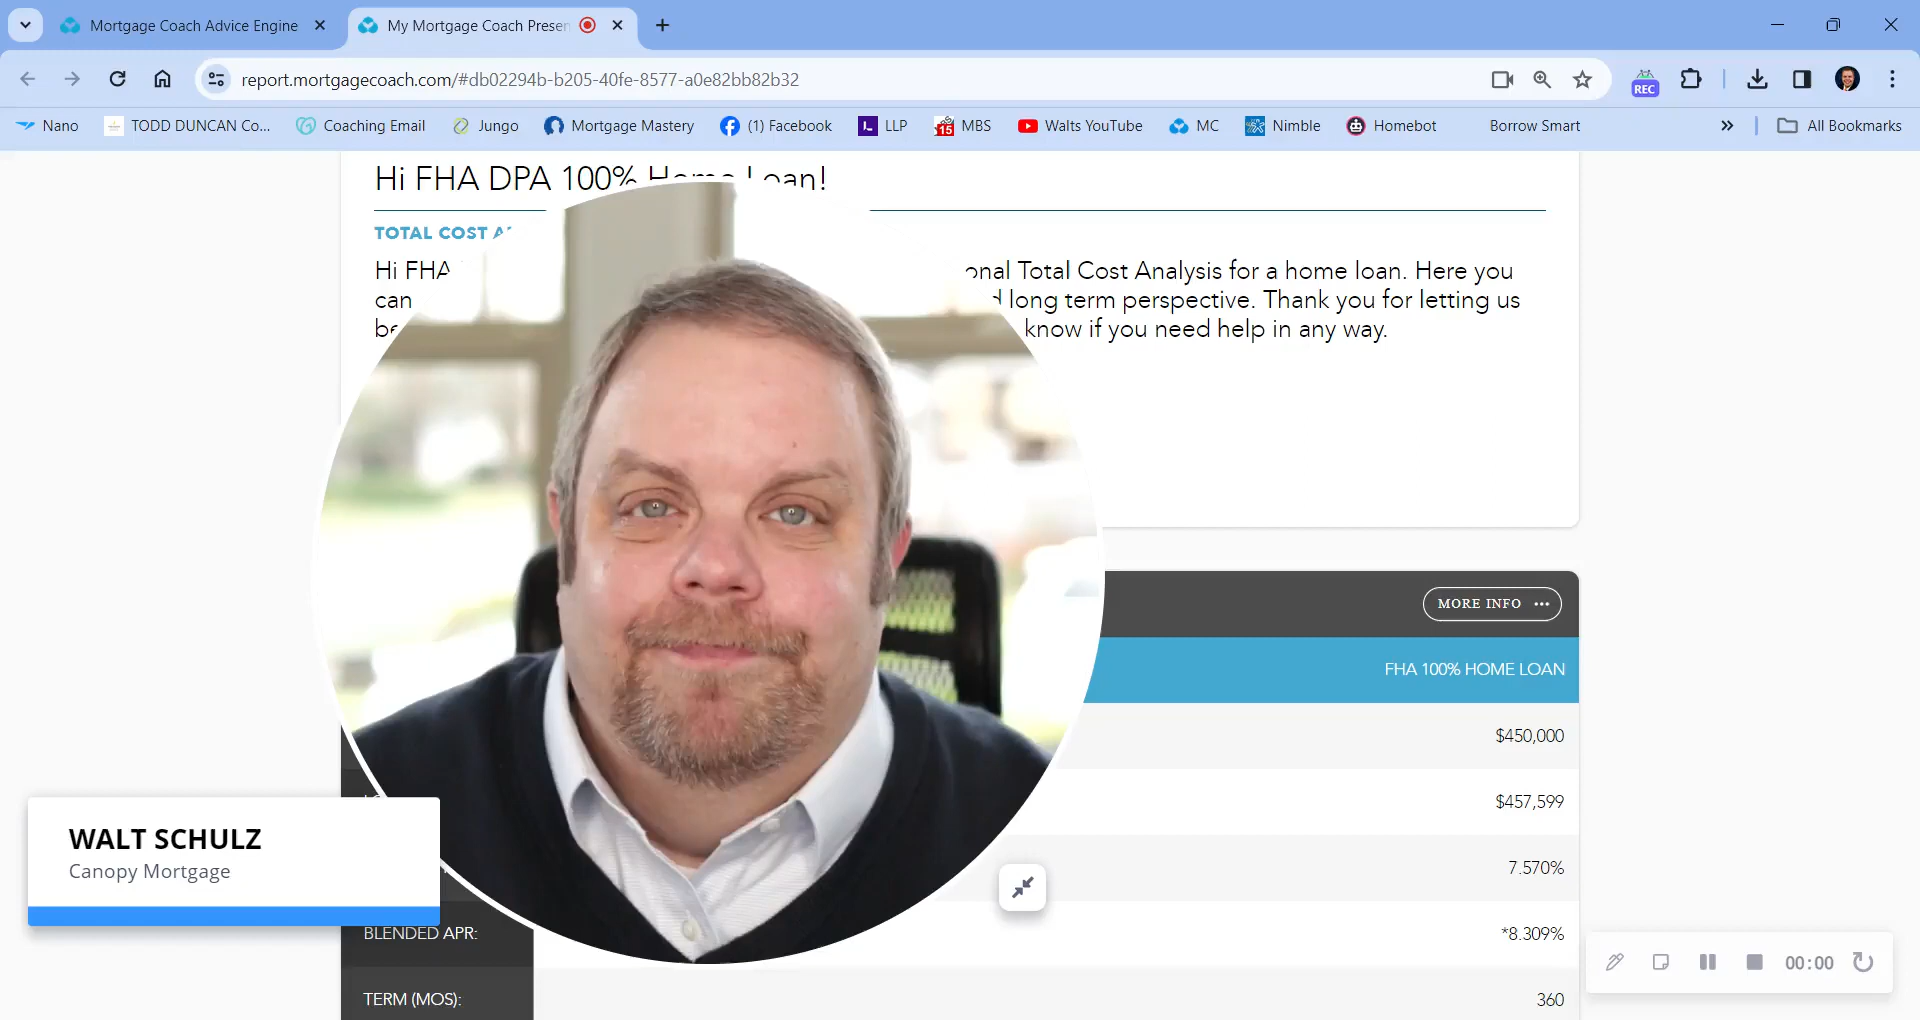 Mortgage Coach Advice Engine
My Mortgage Coach Presen
report.mortgagecoach.com/#db02294b-b205-40fe-8577-a0e82bb82b32
REC
Nano
TODD DUNCAN Co...
Coaching Email
Jungo
Mortgage Mastery
(1) Facebook
LLP
15
MBS
Walts YouTube
MC
Nimble
Homebot
Borrow Smart
All Bookmarks
Hi FHA DPA 100% Home Loan!
TOTAL COST
Hi FHA onal Total Cost Analysis for a home loan. Here you
can long term perspective. Thank you for letting us
be know if you need help in any way.
MORE INFO
FHA 100% HOME LOAN
$450,000
$457,599
7.570%
WALT SCHULZ
Canopy Mortgage
BLENDED APR: *8.309%
TERM (MOS): 360
00:00